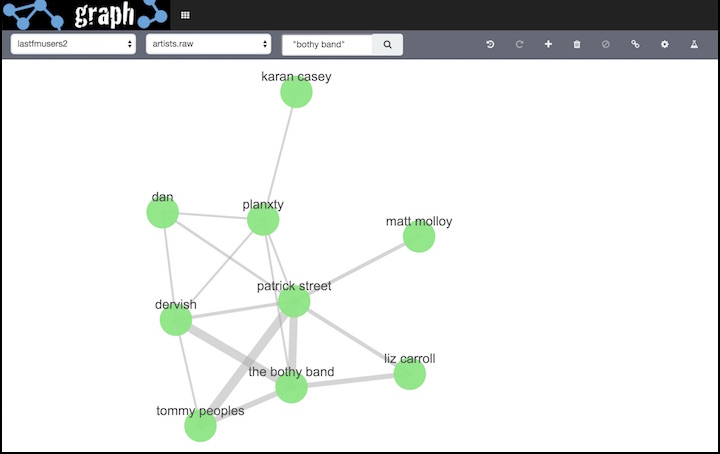 graph
lastfmusers2
artists.raw
"bothy band"
karan casey
dan
planxty
matt molloy
patrick street
dervish
liz carroll
the bothy band
tommy peoples